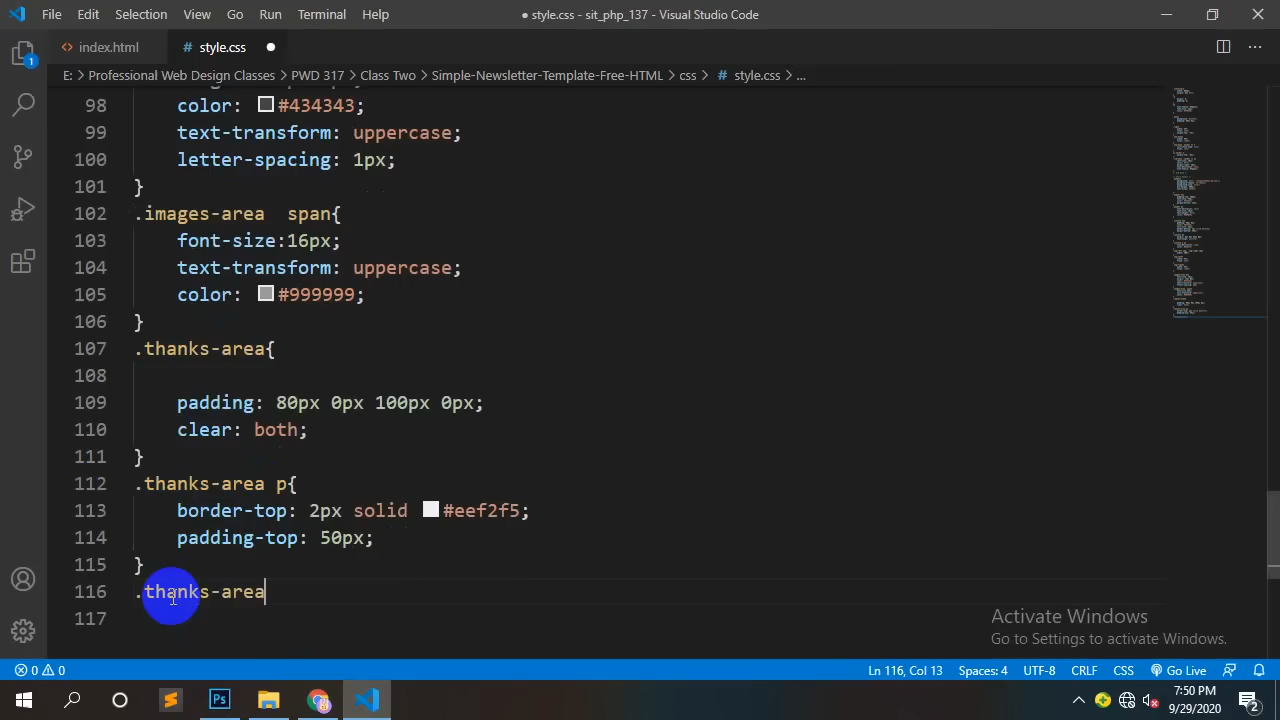 File Edit Selection View Go Run Terminal Help
● style.css - sit_php_137 - Visual Studio Code
<> index.html
# style.css ●
E: > Professional Web Design Classes > PWD 317 > Class Two > Simple-Newsletter-Template-Free-HTML > css > # style.css > ...
98 color: #434343;
99 text-transform: uppercase;
100 letter-spacing: 1px;
101 }
102 .images-area  span{
103 font-size:16px;
104 text-transform: uppercase;
105 color: #999999;
106 }
107 .thanks-area{
108
109 padding: 80px 0px 100px 0px;
110 clear: both;
111 }
112 .thanks-area p{
113 border-top: 2px solid #eef2f5;
114 padding-top: 50px;
115 }
116 .thanks-area
117
1
Activate Windows
Go to Settings to activate Windows.
0 0 Ln 116, Col 13 Spaces: 4 UTF-8 CRLF CSS Go Live
Ps
7:50 PM
9/29/2020
2